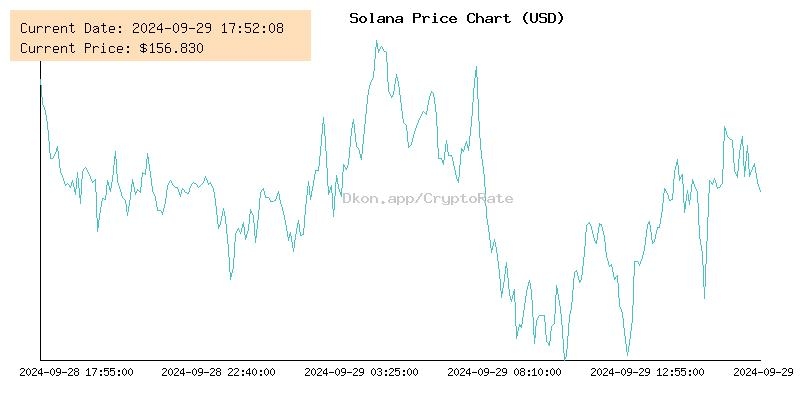 Solana Price Chart (USD)
Current Date: 2024-09-29 17:52:08
Current Price: $156.830
Dkon.app/CryptoRate
2024-09-28 17:55:00 2024-09-28 22:40:00 2024-09-29 03:25:00 2024-09-29 08:10:00 2024-09-29 12:55:00 2024-09-29